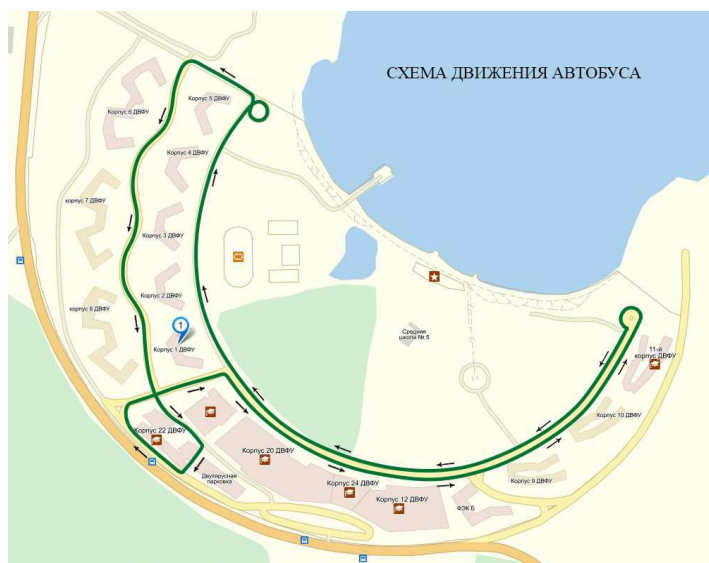 СХЕМА ДВИЖЕНИЯ АВТОБУСА
Корпус 5 ДВФУ
Корпус 6 ДВФУ
Корпус 4 ДВФУ
корпус 7 ДВФУ
Корпус 3 ДВФУ
Корпус 2 ДВФУ
корпус 8 ДВФУ
1
Корпус 1 ДВФУ
Средняя
школа № 5
11-й
корпус ДВФУ
Корпус 10 ДВФУ
Корпус 22 ДВФУ
Корпус 20 ДВФУ
Двухярусная
парковка
Корпус 24 ДВФУ
Корпус 9 ДВФУ
Корпус 12 ДВФУ
ФОК Б